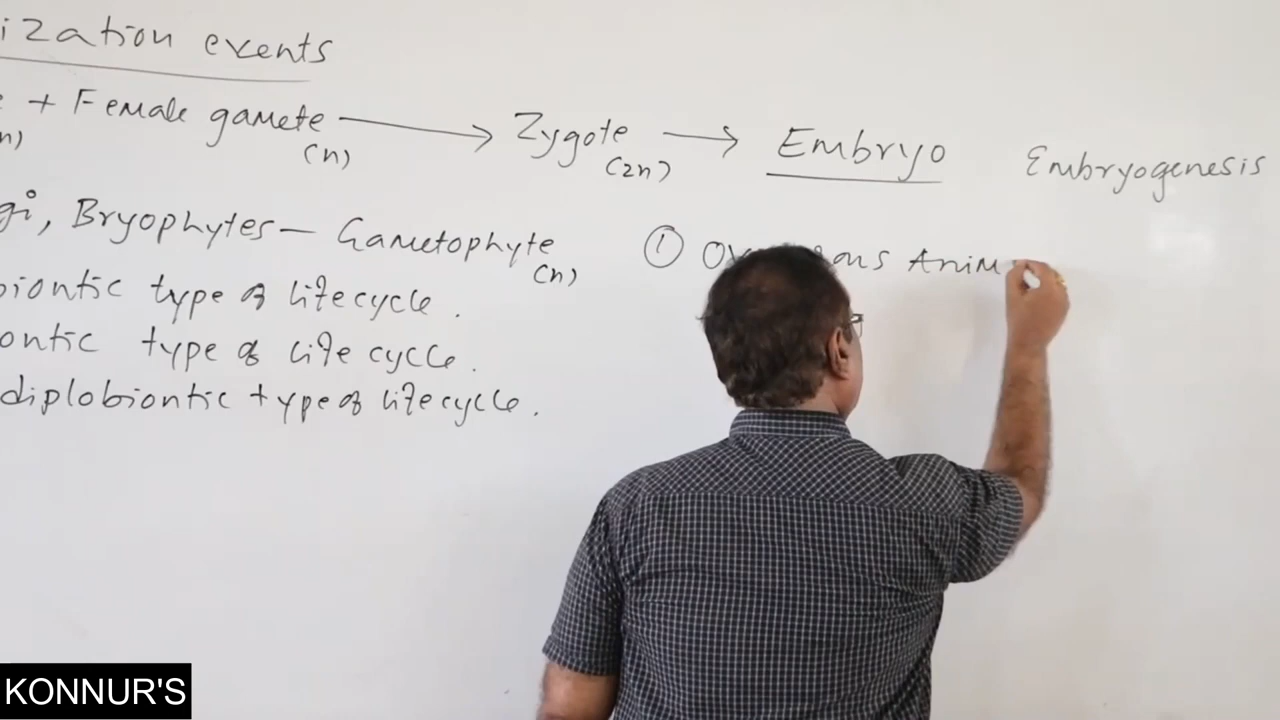 ization events
+ Female gamete → Zygote → Embryo Embryogenesis
n) (n) (2n)
gi, Bryophytes - Gametophyte
(n)
① Anim
biontic type of lifecycle.
ontic type of life cycle.
diplobiontic type of lifecycle.
KONNUR'S